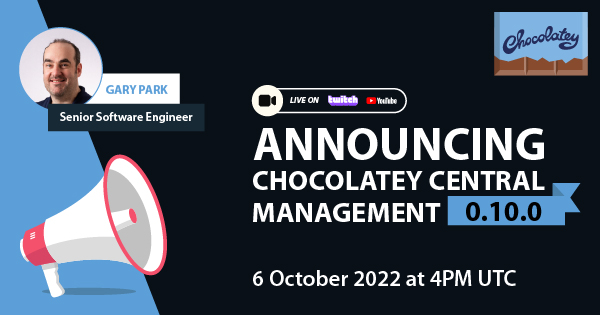 Chocolatey
GARY PARK
Senior Software Engineer
LIVE ON twitch YouTube
ANNOUNCING
CHOCOLATEY CENTRAL
MANAGEMENT 0.10.0
6 October 2022 at 4PM UTC